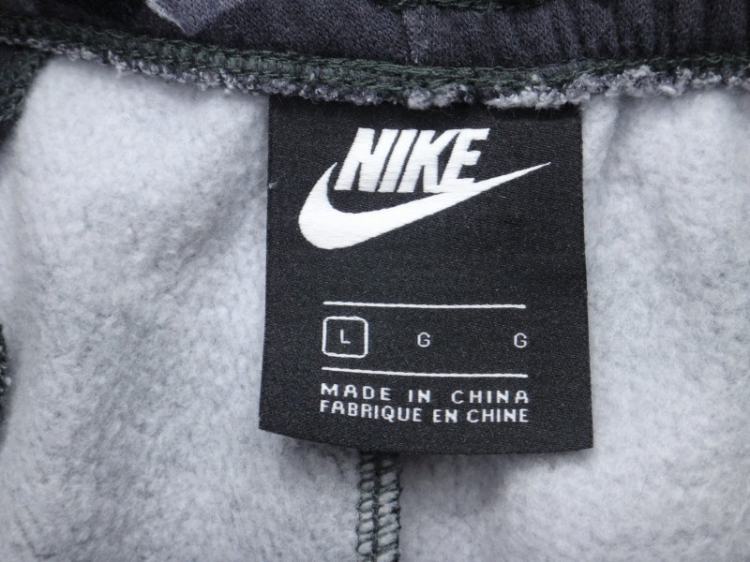 NIKE
L G G
MADE IN CHINA
FABRIQUE EN CHINE